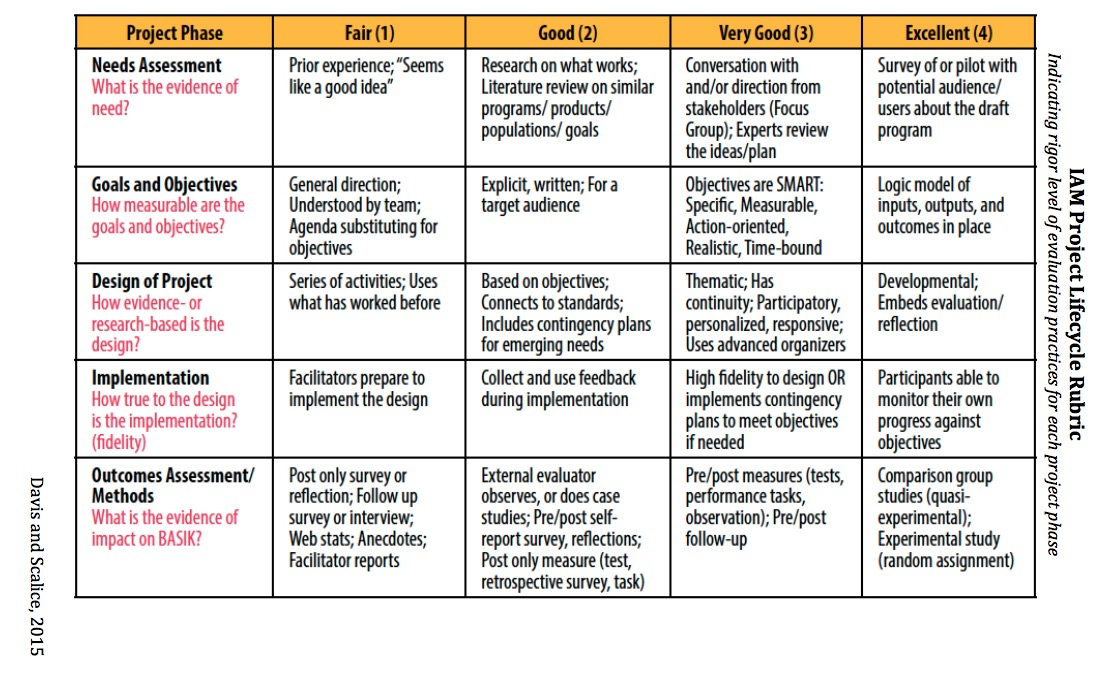 Project Phase
Fair (1)
Good (2)
Very Good (3)
Excellent (4)
Needs Assessment
What is the evidence of
need?
Prior experience; “Seems
like a good idea”
Research on what works;
Literature review on similar
programs/ products/
populations/ goals
Conversation with
and/or direction from
stakeholders (Focus
Group); Experts review
the ideas/plan
Survey of or pilot with
potential audience/
users about the draft
program
Goals and Objectives
How measurable are the
goals and objectives?
General direction;
Understood by team;
Agenda substituting for
objectives
Explicit, written; For a
target audience
Objectives are SMART:
Specific, Measurable,
Action-oriented,
Realistic, Time-bound
Logic model of
inputs, outputs, and
outcomes in place
Design of Project
How evidence- or
research-based is the
design?
Series of activities; Uses
what has worked before
Based on objectives;
Connects to standards;
Includes contingency plans
for emerging needs
Thematic; Has
continuity; Participatory,
personalized, responsive;
Uses advanced organizers
Developmental;
Embeds evaluation/
reflection
Implementation
How true to the design
is the implementation?
(fidelity)
Facilitators prepare to
implement the design
Collect and use feedback
during implementation
High fidelity to design OR
implements contingency
plans to meet objectives
if needed
Participants able to
monitor their own
progress against
objectives
Outcomes Assessment/
Methods
What is the evidence of
impact on BASIK?
Post only survey or
reflection; Follow up
survey or interview;
Web stats; Anecdotes;
Facilitator reports
External evaluator
observes, or does case
studies; Pre/post self-
report survey, reflections;
Post only measure (test,
retrospective survey, task)
Pre/post measures (tests,
performance tasks,
observation); Pre/post
follow-up
Comparison group
studies (quasi-
experimental);
Experimental study
(random assignment)
IAM Project Lifecycle Rubric
Indicating rigor level of evaluation practices for each project phase
Davis and Scalice, 2015